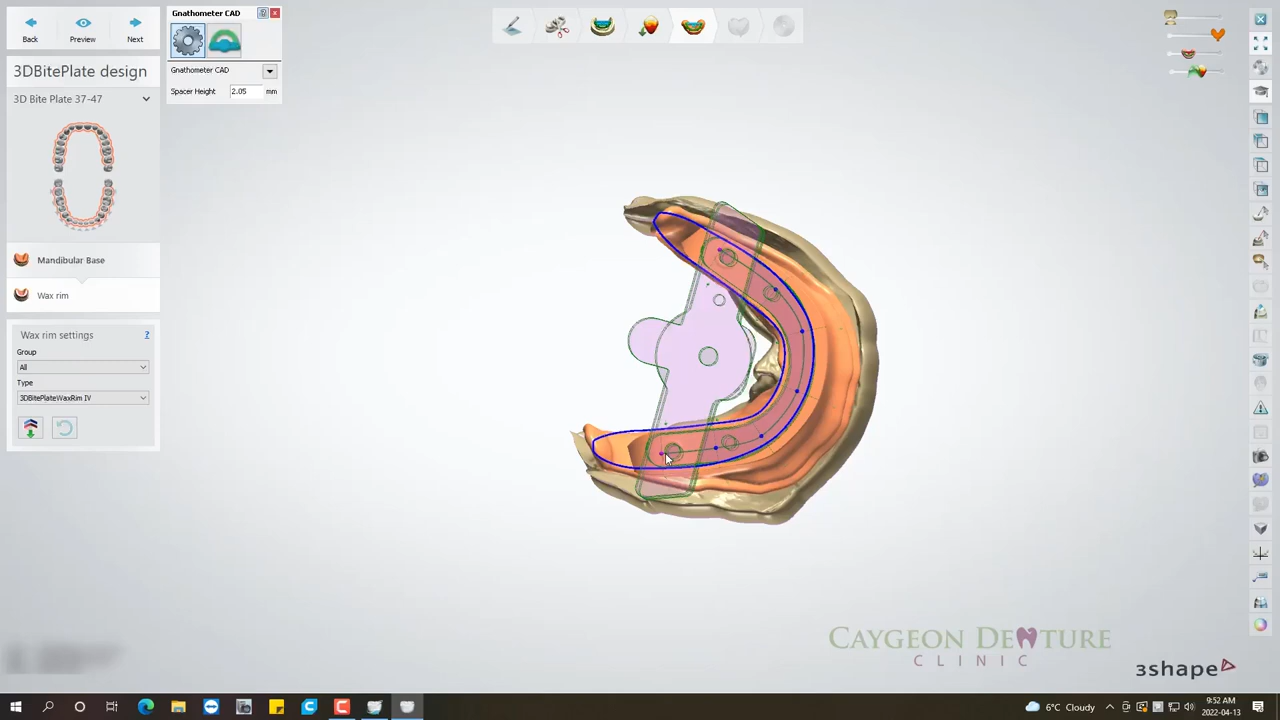 Back
Preview
Next
3DBitePlate design
3D Bite Plate 37-47
Mandibular Base
Wax rim
Wax rim settings
?
Group
All
Type
3DBitePlateWaxRim IV
Gnathometer CAD
Gnathometer CAD
Spacer Height
2.05
mm
CAYGEON DENTURE
CLINIC
3shape
6°C Cloudy
9:52 AM
2022-04-13